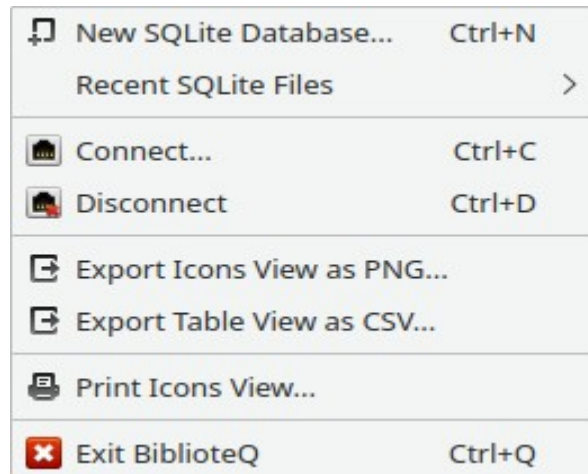 New SQLite Database... Ctrl+N
Recent SQLite Files
Connect... Ctrl+C
Disconnect Ctrl+D
Export Icons View as PNG...
Export Table View as CSV...
Print Icons View...
Exit BiblioteQ Ctrl+Q